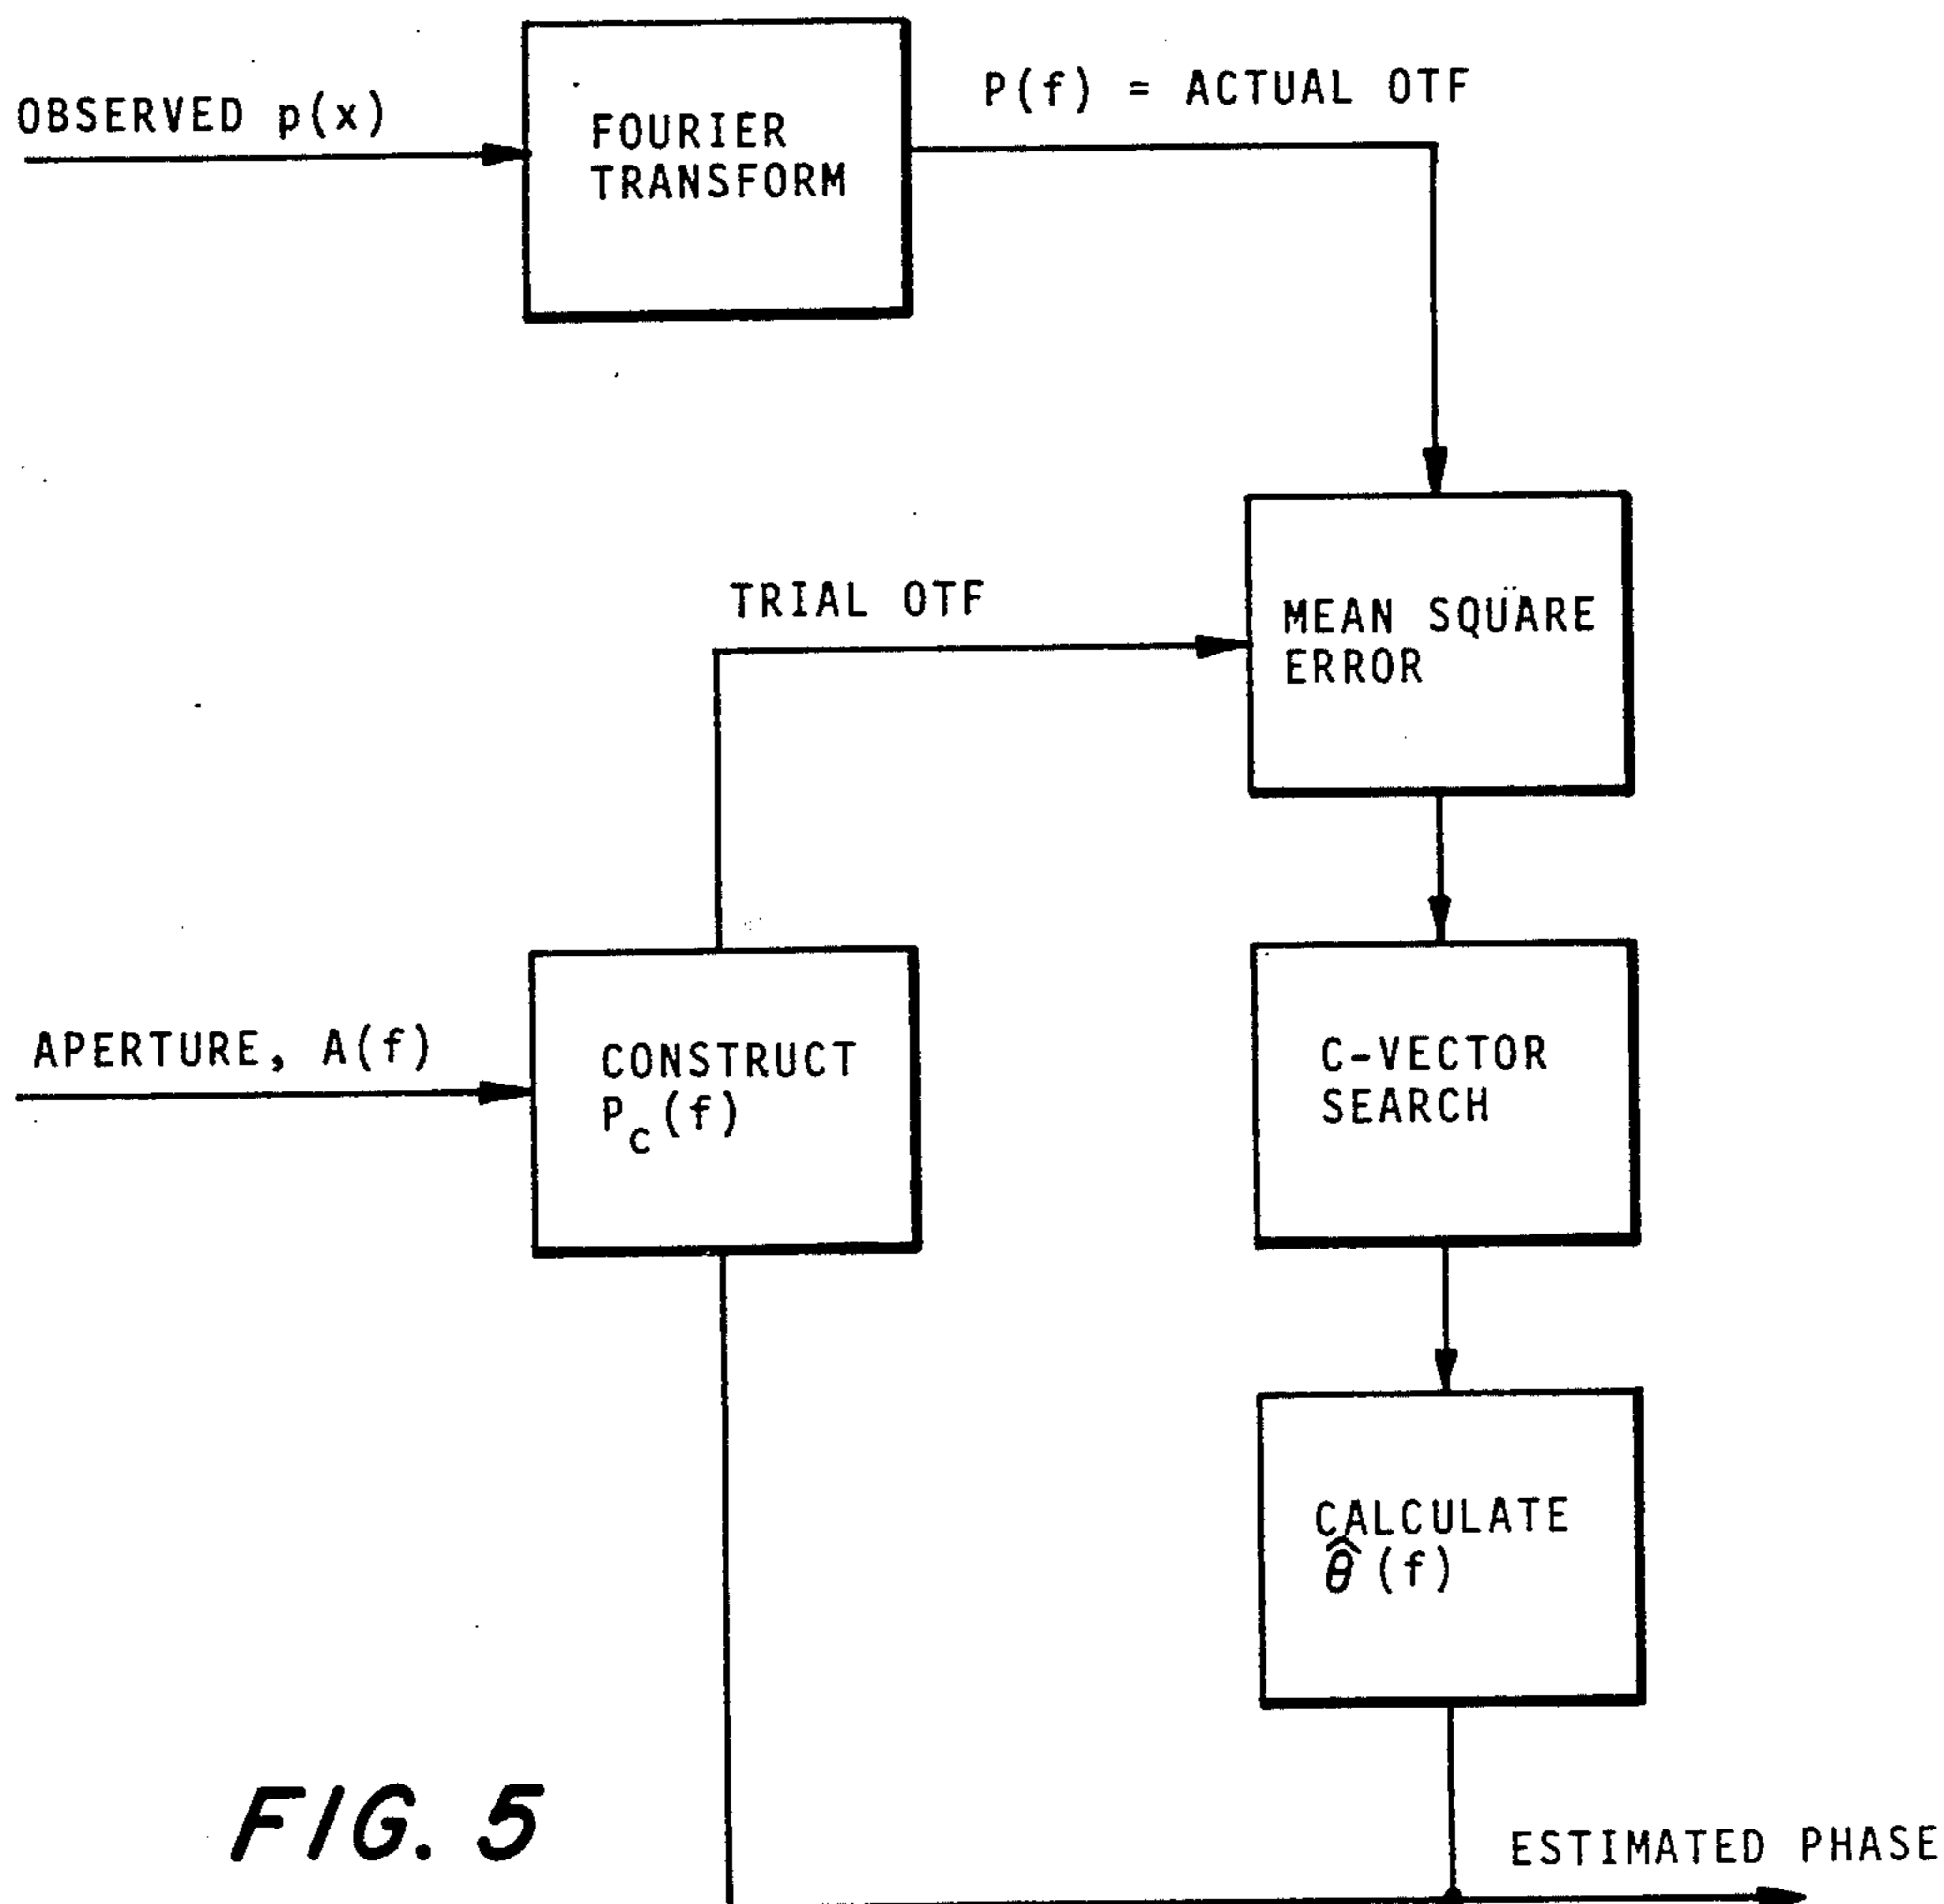 OBSERVED p(x)
FOURIER
TRANSFORM
P(f) = ACTUAL OTF
TRIAL OTF
MEAN SQUARE
ERROR
APERTURE, A(f)
CONSTRUCT
P_c(f)
C-VECTOR
SEARCH
CALCULATE
θ̂(f)
FIG. 5
ESTIMATED PHASE